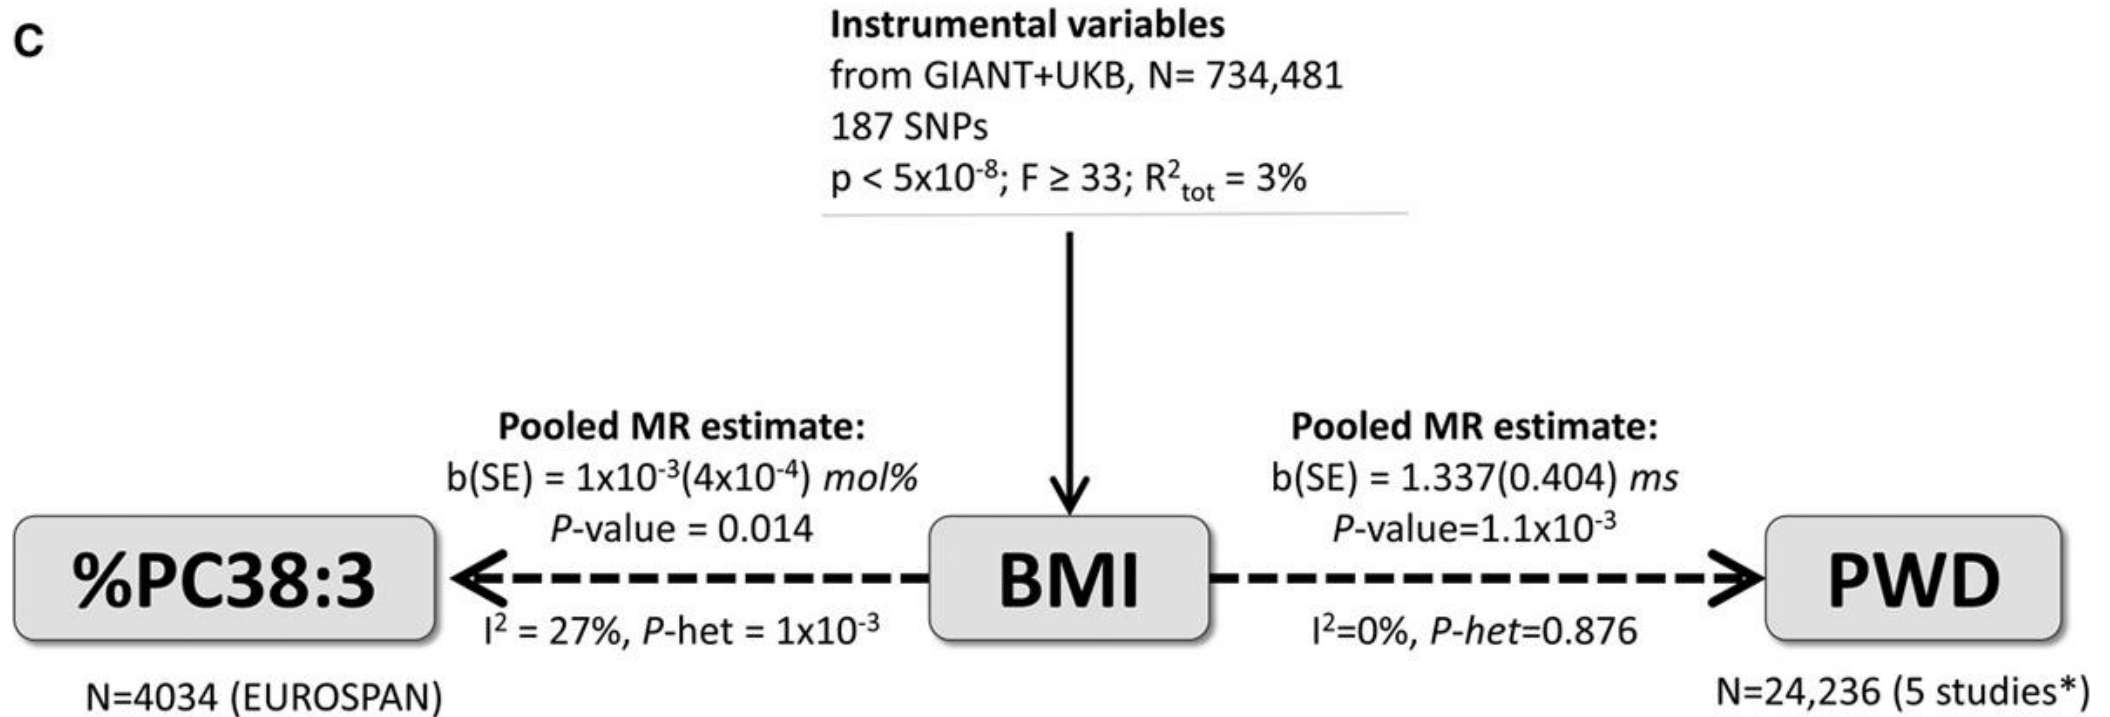 C
Instrumental variables
from GIANT+UKB, N= 734,481
187 SNPs
p < 5x10⁻⁸; F ≥ 33; R²tot = 3%
Pooled MR estimate:
b(SE) = 1x10⁻³(4x10⁻⁴) mol%
P-value = 0.014
Pooled MR estimate:
b(SE) = 1.337(0.404) ms
P-value=1.1x10⁻³
%PC38:3
BMI
PWD
I² = 27%, P-het = 1x10⁻³
I²=0%, P-het=0.876
N=4034 (EUROSPAN)
N=24,236 (5 studies*)